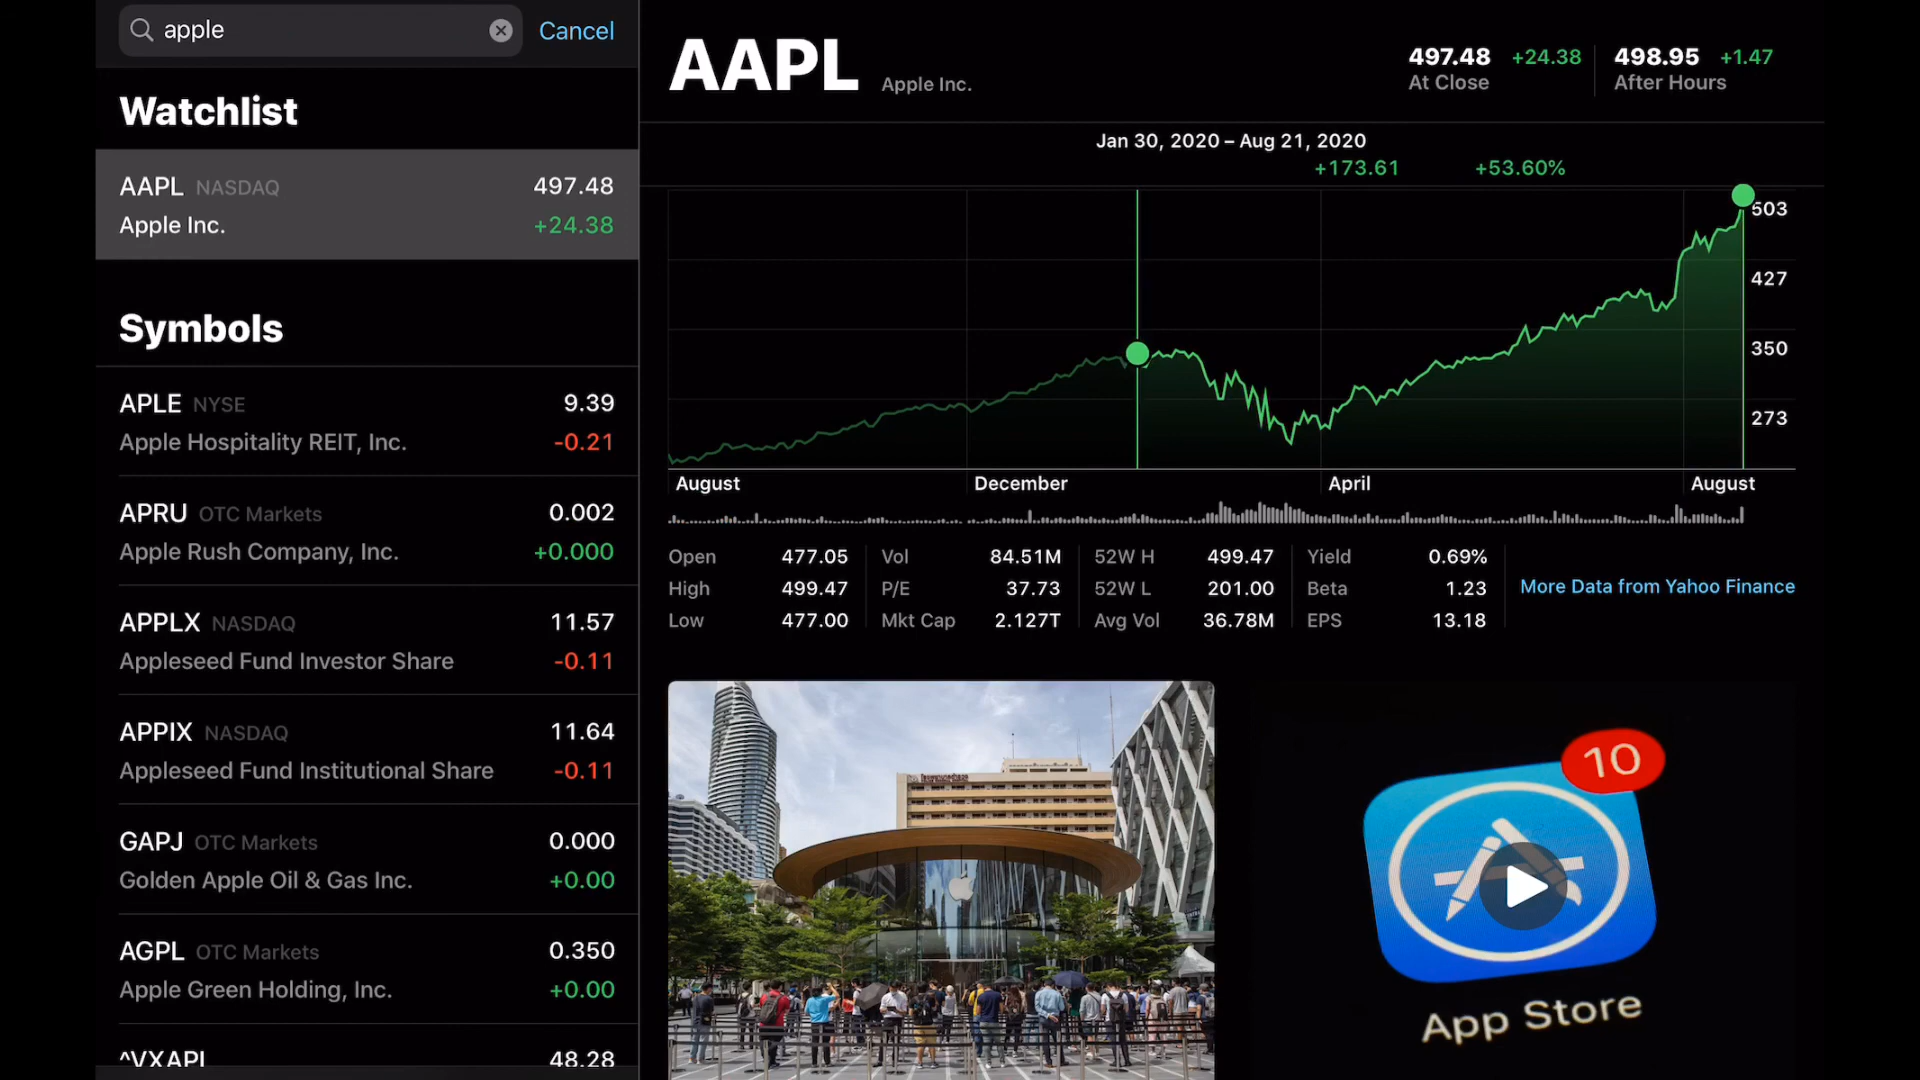 apple
Cancel
Watchlist
AAPL NASDAQ 497.48
Apple Inc. +24.38
Symbols
APLE NYSE 9.39
Apple Hospitality REIT, Inc. -0.21
APRU OTC Markets 0.002
Apple Rush Company, Inc. +0.000
APPLX NASDAQ 11.57
Appleseed Fund Investor Share -0.11
APPIX NASDAQ 11.64
Appleseed Fund Institutional Share -0.11
GAPJ OTC Markets 0.000
Golden Apple Oil & Gas Inc. +0.00
AGPL OTC Markets 0.350
Apple Green Holding, Inc. +0.00
^VXAPL 48.28
AAPL Apple Inc.
497.48 +24.38
At Close
498.95 +1.47
After Hours
Jan 30, 2020 – Aug 21, 2020
+173.61 +53.60%
503
427
350
273
August December April August
Open 477.05 Vol 84.51M 52W H 499.47 Yield 0.69%
High 499.47 P/E 37.73 52W L 201.00 Beta 1.23
Low 477.00 Mkt Cap 2.127T Avg Vol 36.78M EPS 13.18
More Data from Yahoo Finance
10
App Store